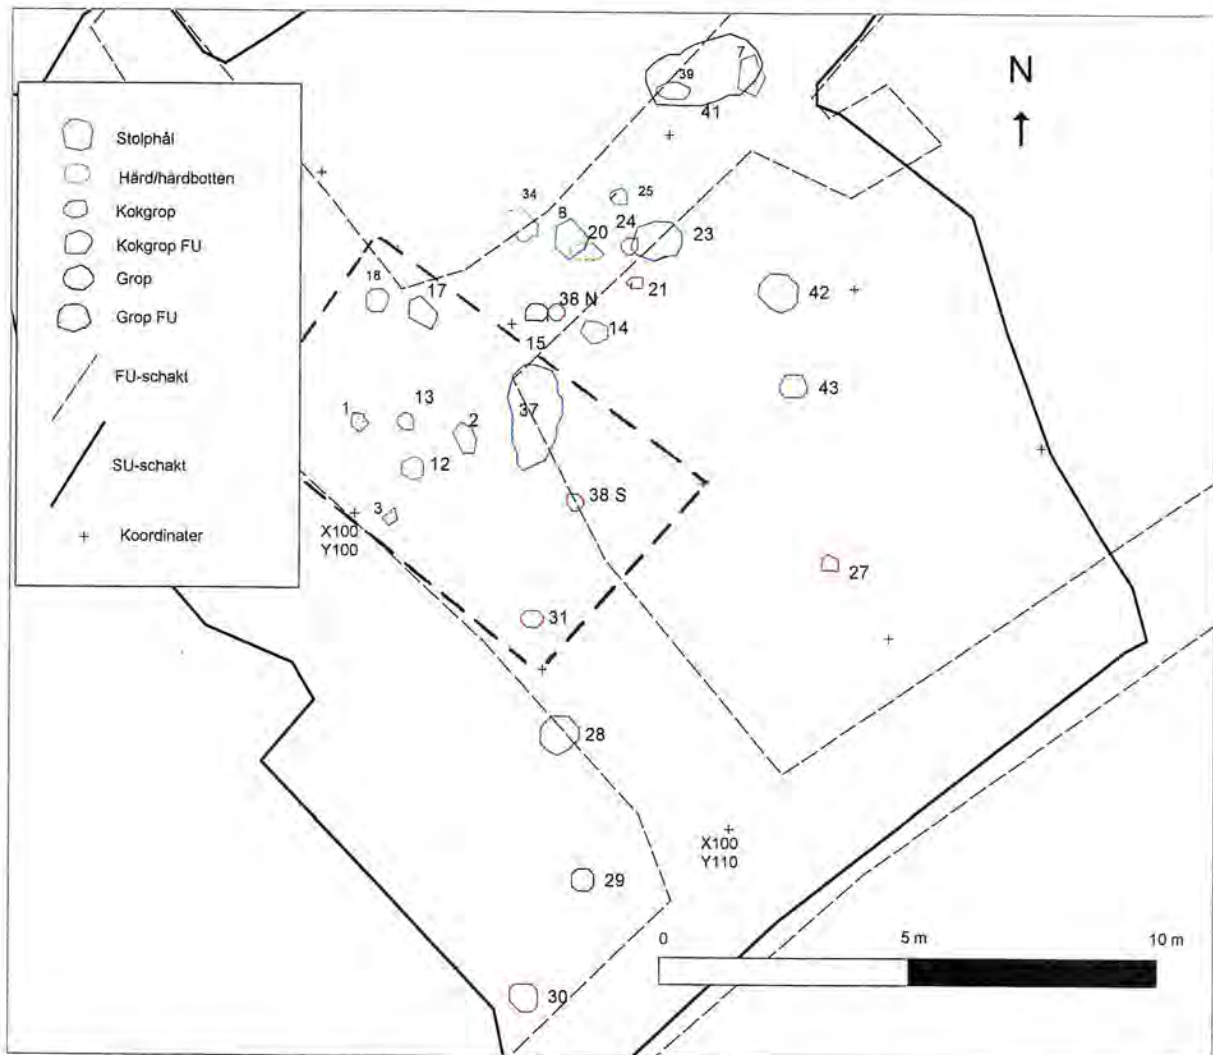 N
Stolphål
Härd/härdbotten
Kokgrop
Kokgrop FU
Grop
Grop FU
FU-schakt
SU-schakt
Koordinater
7
39
41
25
34
8
20
24
23
18
17
38 N
21
42
14
15
43
1
13
2
37
12
3
38 S
X100
Y100
27
31
28
X100
Y110
29
30
0
5 m
10 m